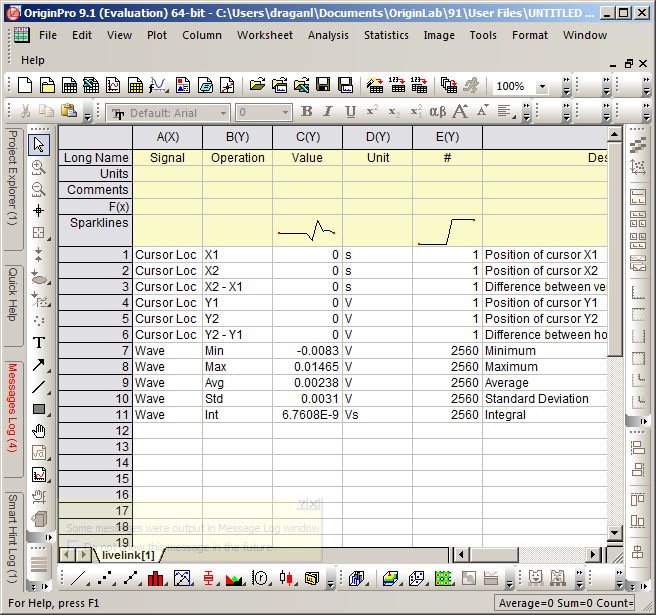 OriginPro 9.1 (Evaluation) 64-bit - C:\Users\draganl\Documents\OriginLab\91\User Files\UNTITLED ...
File Edit View Plot Column Worksheet Analysis Statistics Image Tools Format Window
Help
100%
Default: Arial 0 B I U x² x₂ αβ A A
Project Explorer (1)
Quick Help
Messages Log (4)
Smart Hint Log (1)
A(X) B(Y) C(Y) D(Y) E(Y)
Long Name Signal Operation Value Unit # Des
Units
Comments
F(x)
Sparklines
1 Cursor Loc X1 0 s 1 Position of cursor X1
2 Cursor Loc X2 0 s 1 Position of cursor X2
3 Cursor Loc X2 - X1 0 s 1 Difference between ve
4 Cursor Loc Y1 0 V 1 Position of cursor Y1
5 Cursor Loc Y2 0 V 1 Position of cursor Y2
6 Cursor Loc Y2 - Y1 0 V 1 Difference between ho
7 Wave Min -0.0083 V 2560 Minimum
8 Wave Max 0.01465 V 2560 Maximum
9 Wave Avg 0.00238 V 2560 Average
10 Wave Std 0.0031 V 2560 Standard Deviation
11 Wave Int 6.7608E-9 Vs 2560 Integral
12
13
14
15
16
17
18
19
Some messages were output in Message Log window
this message in the future
livelink[1]
For Help, press F1
Average=0 Sum=0 Count=